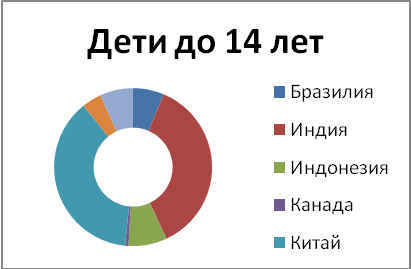 Дети до 14 лет
Бразилия
Индия
Индонезия
Канада
Китай